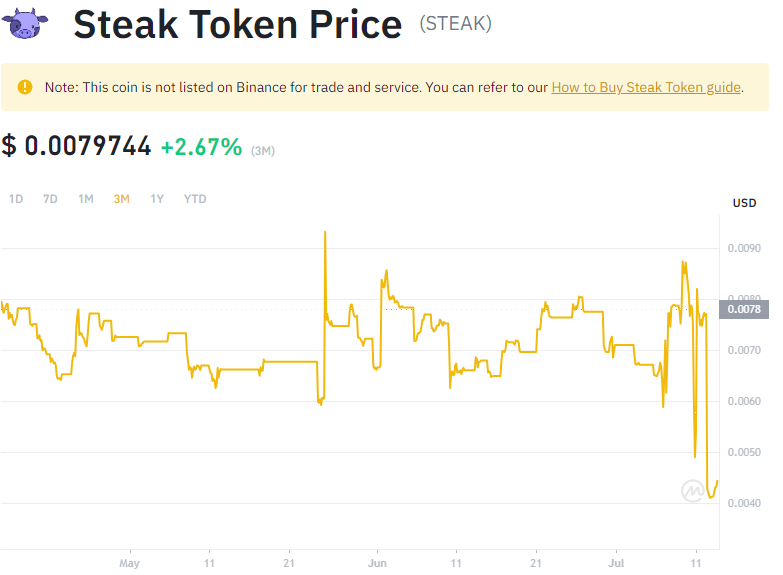 Steak Token Price (STEAK)
Note: This coin is not listed on Binance for trade and service. You can refer to our How to Buy Steak Token guide.
$ 0.0079744 +2.67% (3M)
1D 7D 1M 3M 1Y YTD
USD
0.0090
0.0080
0.0078
0.0070
0.0060
0.0050
0.0040
May 11 21 Jun 11 21 Jul 11